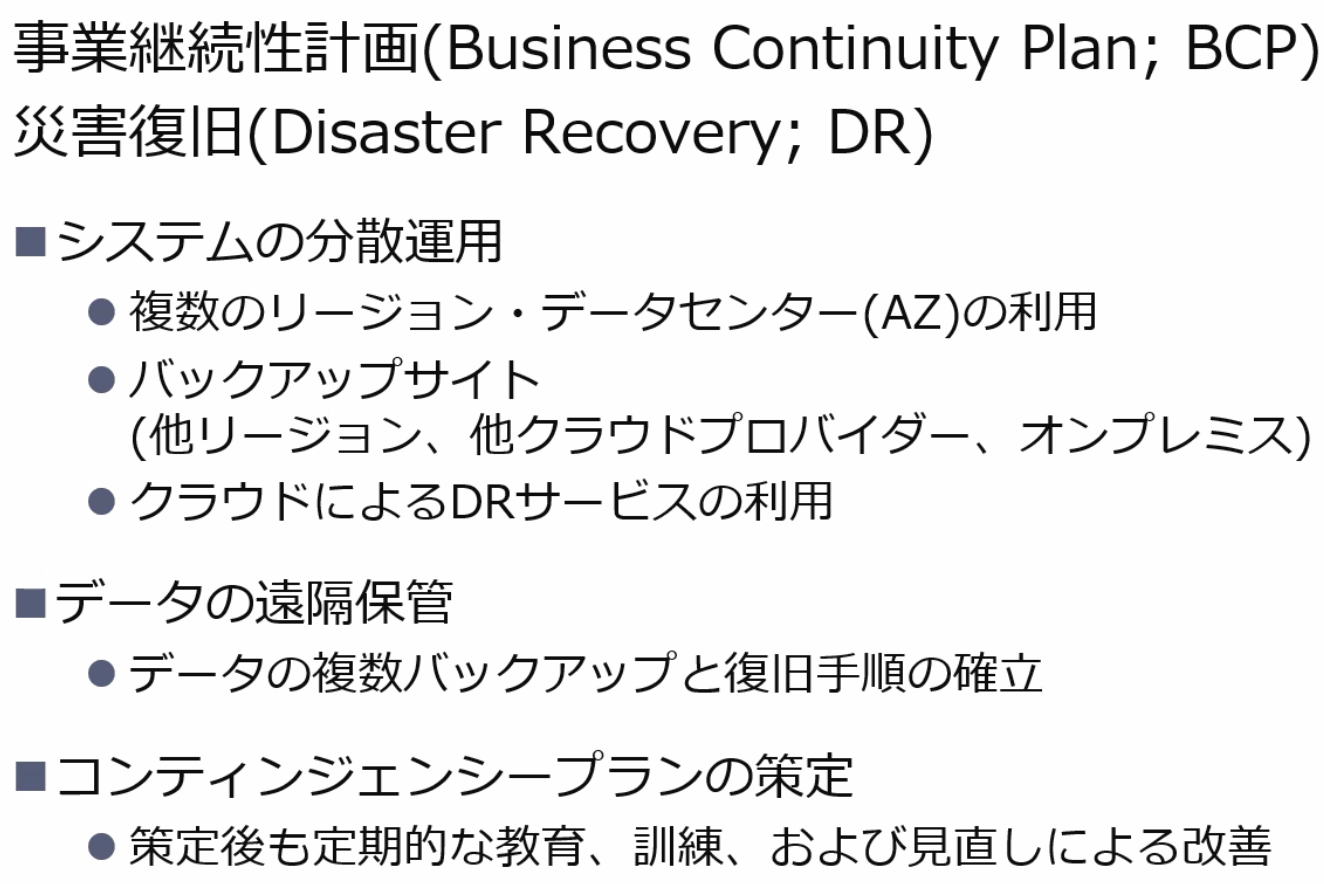 事業継続性計画(Business Continuity Plan; BCP)
災害復旧(Disaster Recovery; DR)
■システムの分散運用
●複数のリージョン・データセンター(AZ)の利用
●バックアップサイト
(他リージョン、他クラウドプロバイダー、オンプレミス)
●クラウドによるDRサービスの利用
■データの遠隔保管
●データの複数バックアップと復旧手順の確立
■コンティンジェンシープランの策定
●策定後も定期的な教育、訓練、および見直しによる改善